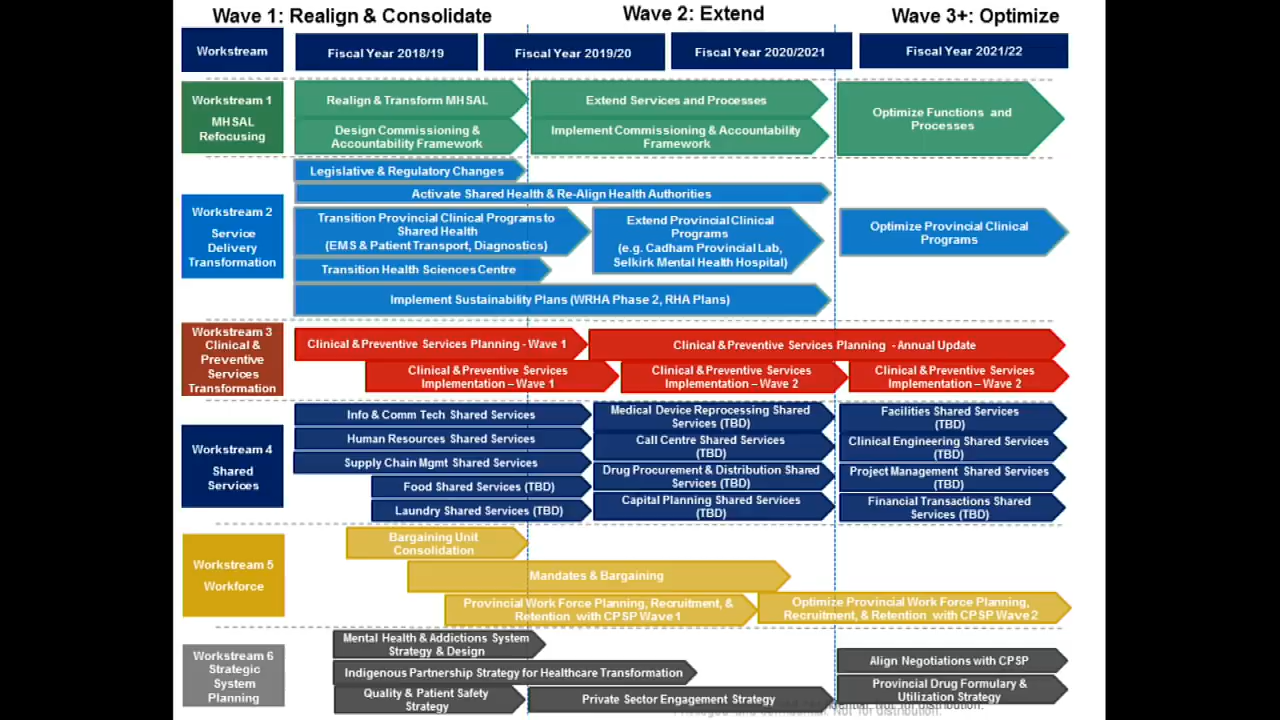 Wave 1: Realign & Consolidate
Wave 2: Extend
Wave 3+: Optimize
Workstream
Fiscal Year 2018/19
Fiscal Year 2019/20
Fiscal Year 2020/2021
Fiscal Year 2021/22
Workstream 1
MHSAL
Refocusing
Realign & Transform MHSAL
Extend Services and Processes
Optimize Functions and
Processes
Design Commissioning &
Accountability Framework
Implement Commissioning & Accountability
Framework
Workstream 2
Service
Delivery
Transformation
Legislative & Regulatory Changes
Activate Shared Health & Re-Align Health Authorities
Transition Provincial Clinical Programs to
Shared Health
(EMS & Patient Transport, Diagnostics)
Extend Provincial Clinical
Programs
(e.g. Cadham Provincial Lab,
Selkirk Mental Health Hospital)
Optimize Provincial Clinical
Programs
Transition Health Sciences Centre
Implement Sustainability Plans (WRHA Phase 2, RHA Plans)
Workstream 3
Clinical &
Preventive
Services
Transformation
Clinical & Preventive Services Planning - Wave 1
Clinical & Preventive Services Planning - Annual Update
Clinical & Preventive Services
Implementation – Wave 1
Clinical & Preventive Services
Implementation – Wave 2
Clinical & Preventive Services
Implementation – Wave 2
Workstream 4
Shared
Services
Info & Comm Tech Shared Services
Human Resources Shared Services
Supply Chain Mgmt Shared Services
Food Shared Services (TBD)
Laundry Shared Services (TBD)
Medical Device Reprocessing Shared
Services (TBD)
Call Centre Shared Services
(TBD)
Drug Procurement & Distribution Shared
Services (TBD)
Capital Planning Shared Services
(TBD)
Facilities Shared Services
(TBD)
Clinical Engineering Shared Services
(TBD)
Project Management Shared Services
(TBD)
Financial Transactions Shared
Services (TBD)
Workstream 5
Workforce
Bargaining Unit
Consolidation
Mandates & Bargaining
Provincial Work Force Planning, Recruitment, &
Retention with CPSP Wave 1
Optimize Provincial Work Force Planning,
Recruitment, & Retention with CPSP Wave 2
Workstream 6
Strategic
System
Planning
Mental Health & Addictions System
Strategy & Design
Indigenous Partnership Strategy for Healthcare Transformation
Quality & Patient Safety
Strategy
Private Sector Engagement Strategy
Align Negotiations with CPSP
Provincial Drug Formulary &
Utilization Strategy
Privileged and confidential. Not for distribution.